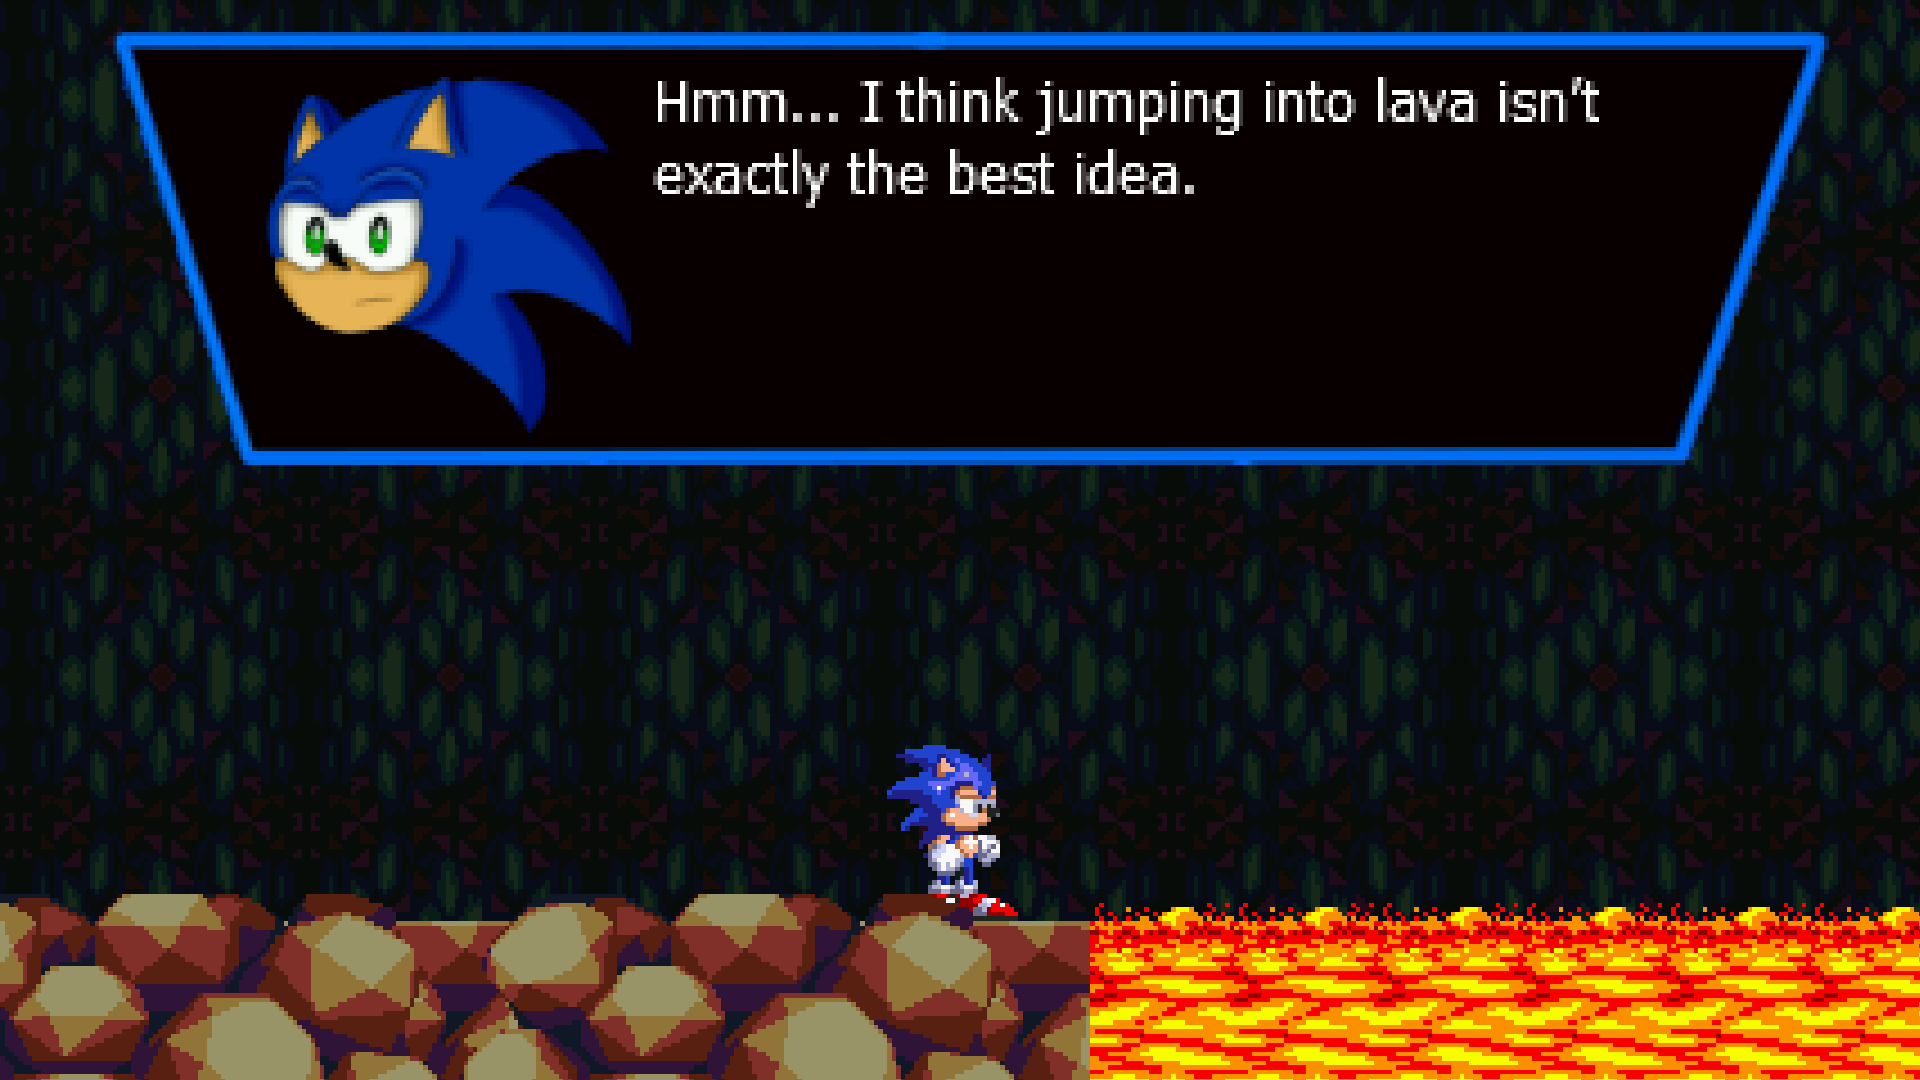 Hmm... I think jumping into lava isn't
exactly the best idea.